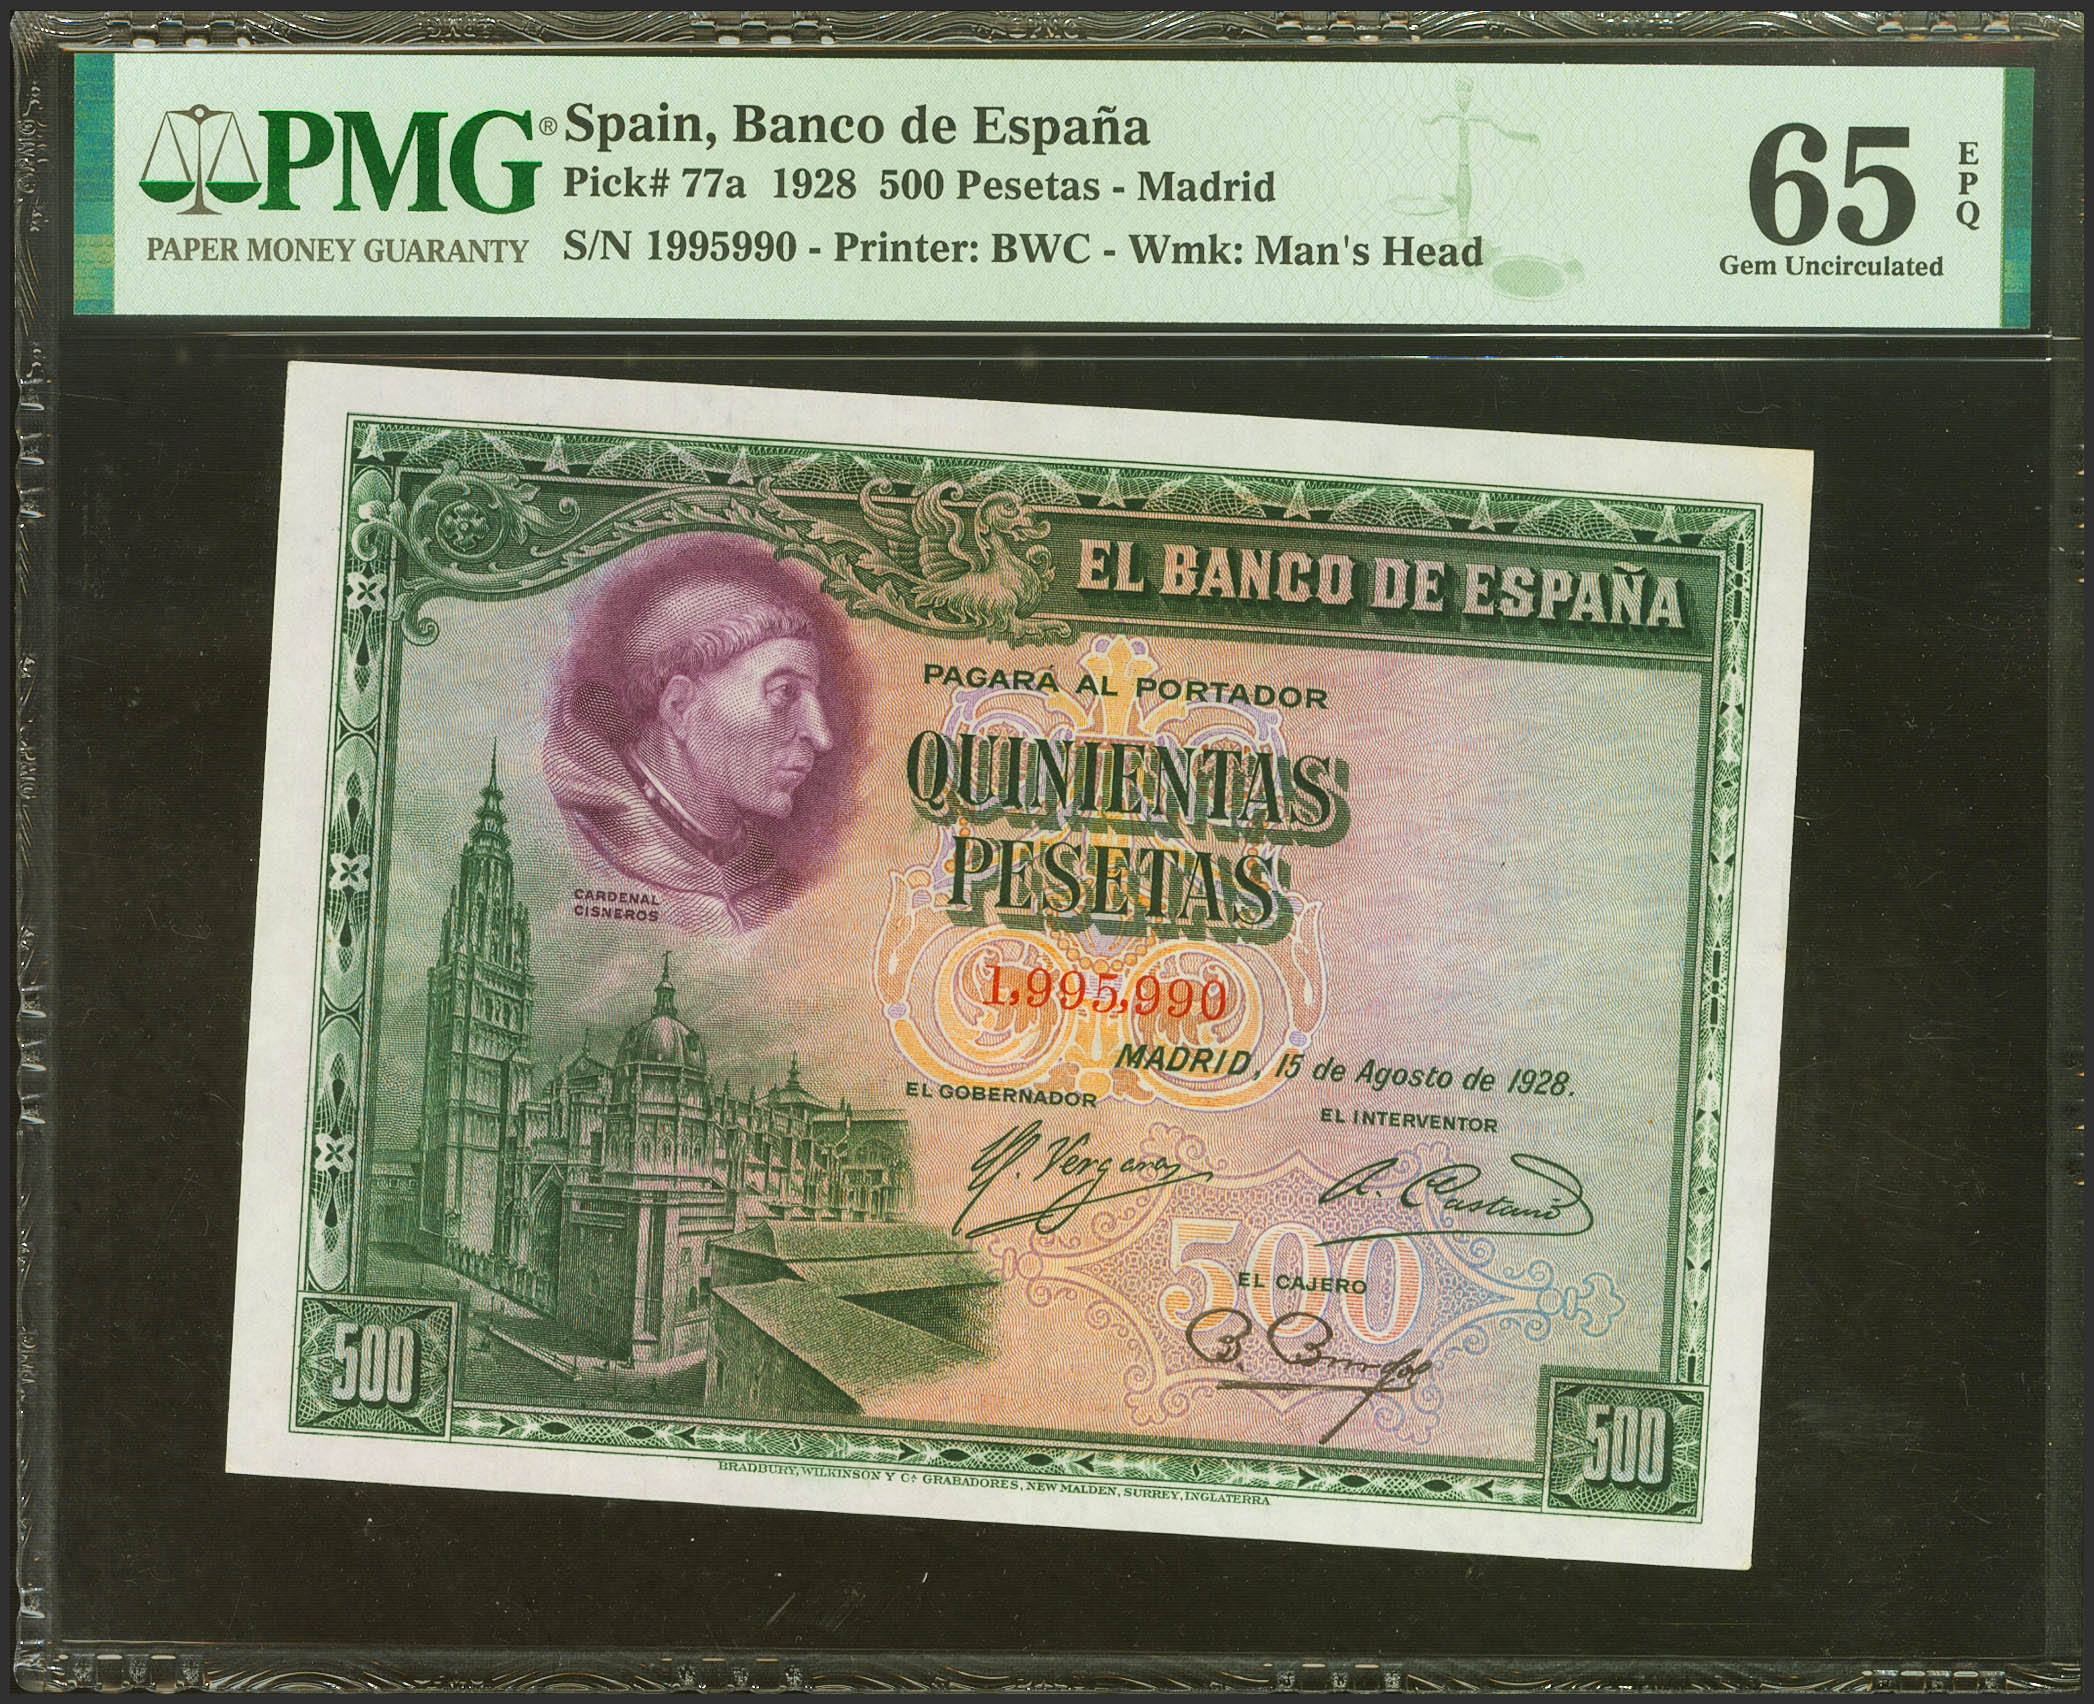 PMG®
PAPER MONEY GUARANTY
Spain, Banco de España
Pick# 77a 1928 500 Pesetas - Madrid
S/N 1995990 - Printer: BWC - Wmk: Man's Head
65
EPQ
Gem Uncirculated
EL BANCO DE ESPAÑA
PAGARÁ AL PORTADOR
QUINIENTAS
PESETAS
CARDENAL
CISNEROS
1,995,990
MADRID, 15 de Agosto de 1928.
EL GOBERNADOR
EL INTERVENTOR
Vergara
A. Castaño
500
EL CAJERO
B.
500
500
BRADBURY, WILKINSON Y Cª. GRABADORES, NEW MALDEN, SURREY, INGLATERRA